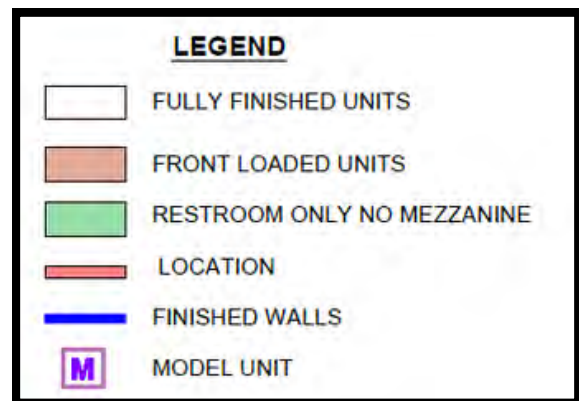 LEGEND
FULLY FINISHED UNITS
FRONT LOADED UNITS
RESTROOM ONLY NO MEZZANINE
LOCATION
FINISHED WALLS
M MODEL UNIT